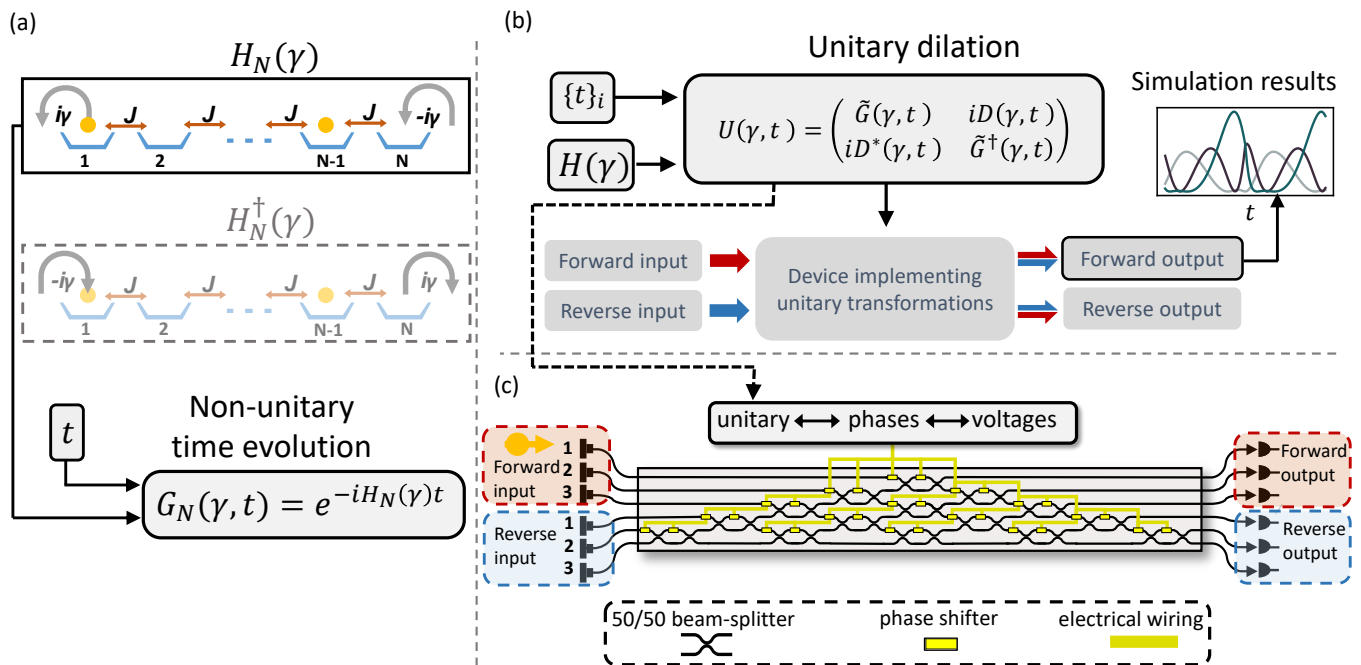 (a)
H_N(γ)
iγ J J J J -iγ
1 2 N-1 N
H_N^†(γ)
-iγ J J J J iγ
1 2 N-1 N
t
Non-unitary
time evolution
G_N(γ, t) = e^{-iH_N(γ)t}
(b)
Unitary dilation
{t}_i
H(γ)
U(γ, t) = ( G̃(γ, t) iD(γ, t)
iD*(γ, t) G̃^†(γ, t) )
Simulation results
t
Forward input
Reverse input
Device implementing
unitary transformations
Forward output
Reverse output
(c)
unitary phases voltages
Forward
input
1
2
3
Reverse
input
1
2
3
Forward
output
Reverse
output
50/50 beam-splitter
phase shifter
electrical wiring